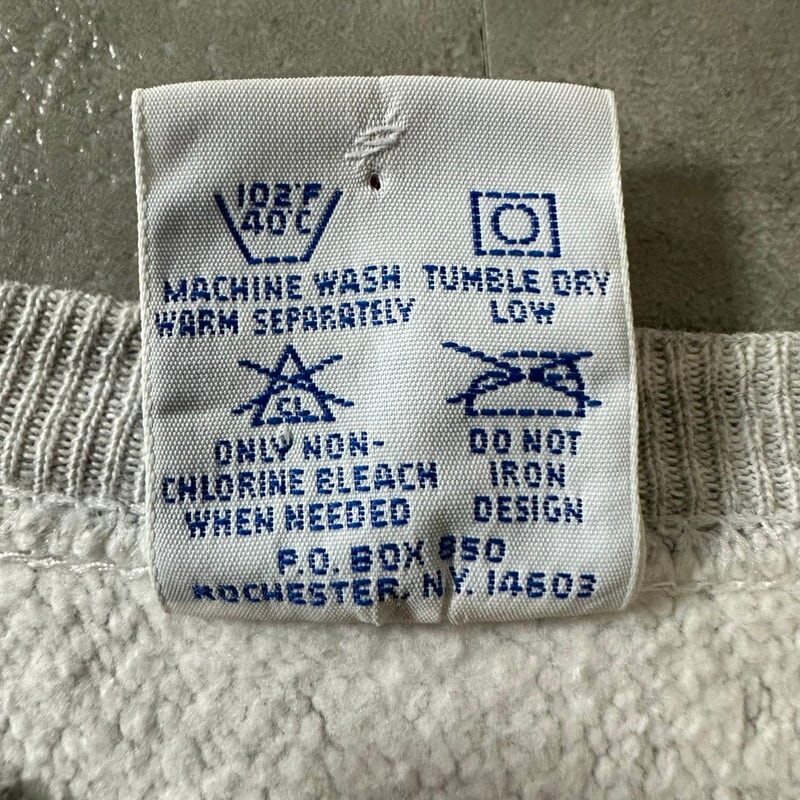 102°F
40°C
MACHINE WASH
WARM SEPARATELY
TUMBLE DRY
LOW
CL
ONLY NON-
CHLORINE BLEACH
WHEN NEEDED
DO NOT
IRON
DESIGN
P.O. BOX 850
ROCHESTER, NY. 14603